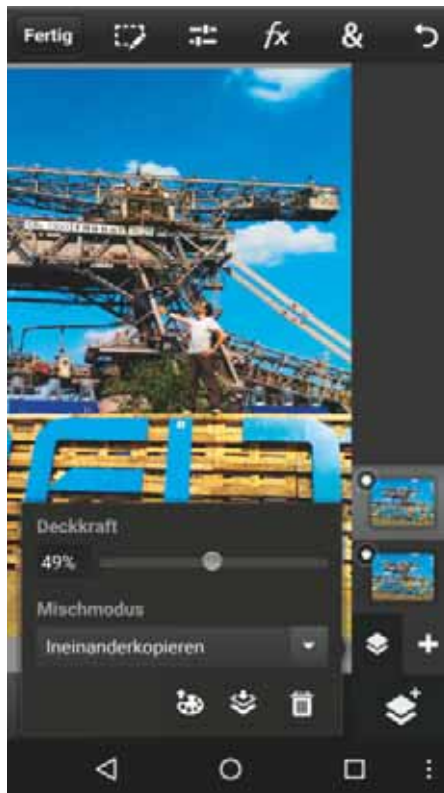 Fertig
fx
&
Deckkraft
49%
Mischmodus
Ineinanderkopieren